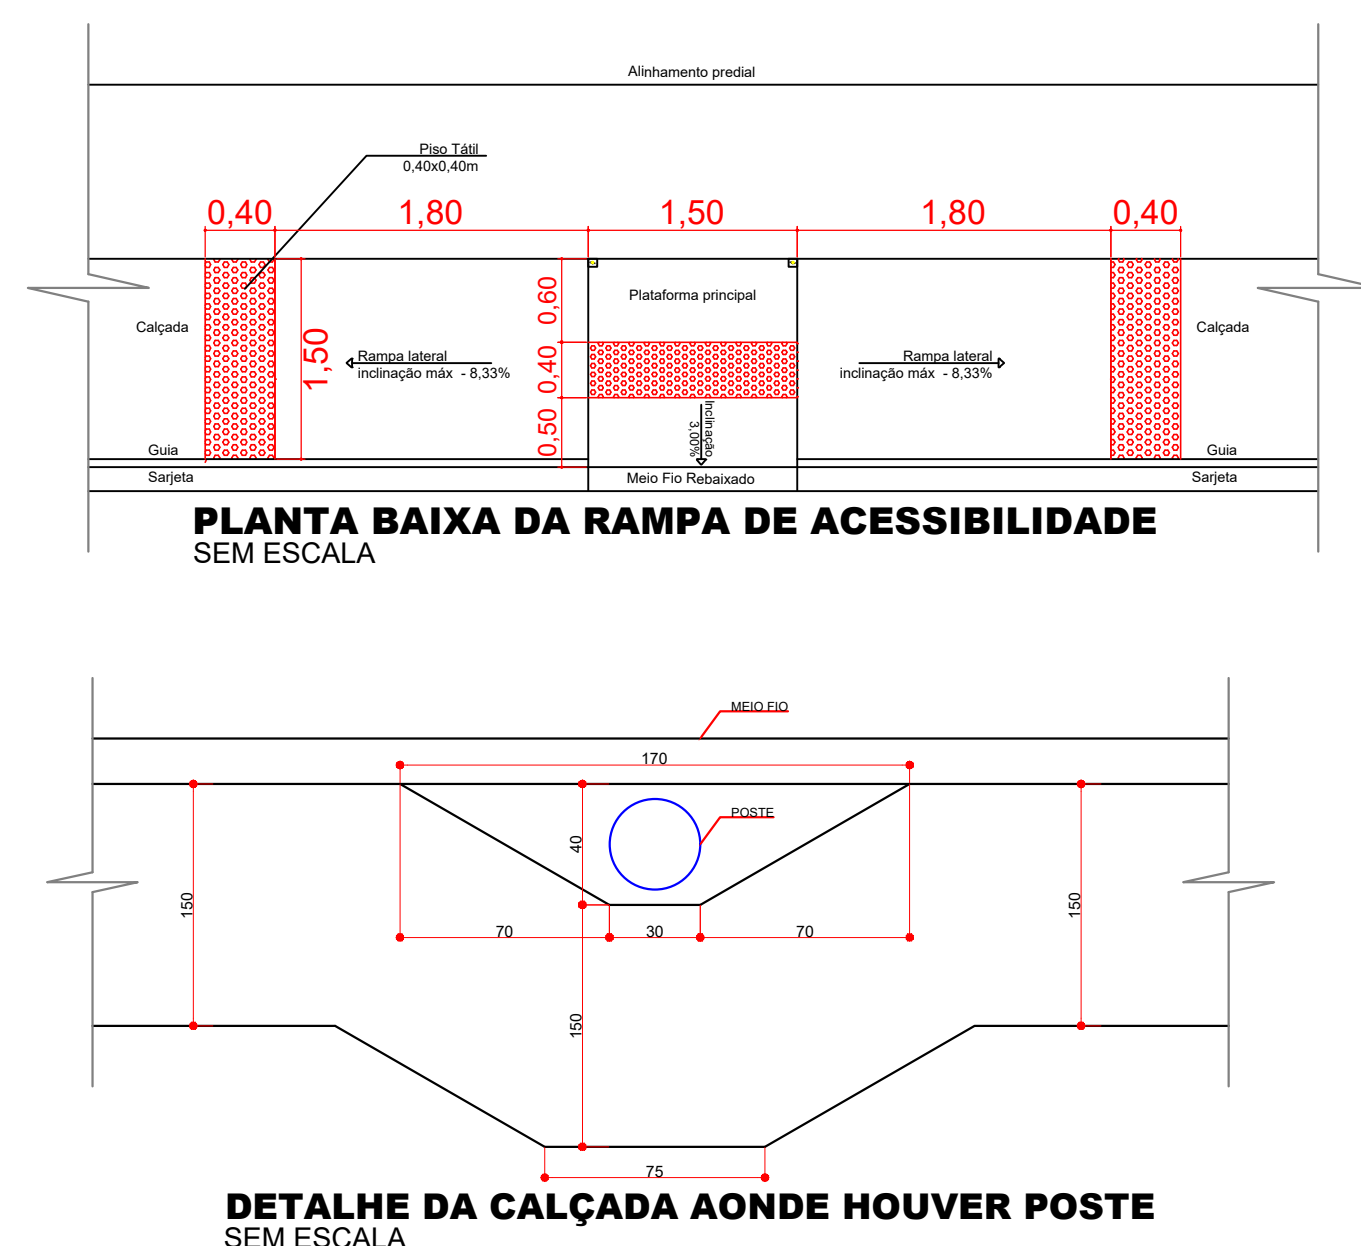 Alinhamento predial
Piso Tátil
0,40x0,40m
0,40
1,80
1,50
1,80
0,40
0,60
Plataforma principal
Calçada
Calçada
1,50
Rampa lateral
inclinação máx - 8,33%
0,40
Rampa lateral
inclinação máx - 8,33%
0,50
Inclinação
3,00%
Guia
Guia
Sarjeta
Meio Fio Rebaixado
Sarjeta
PLANTA BAIXA DA RAMPA DE ACESSIBILIDADE
SEM ESCALA
MEIO FIO
170
POSTE
40
150
150
70
30
70
150
75
DETALHE DA CALÇADA AONDE HOUVER POSTE
SEM ESCALA